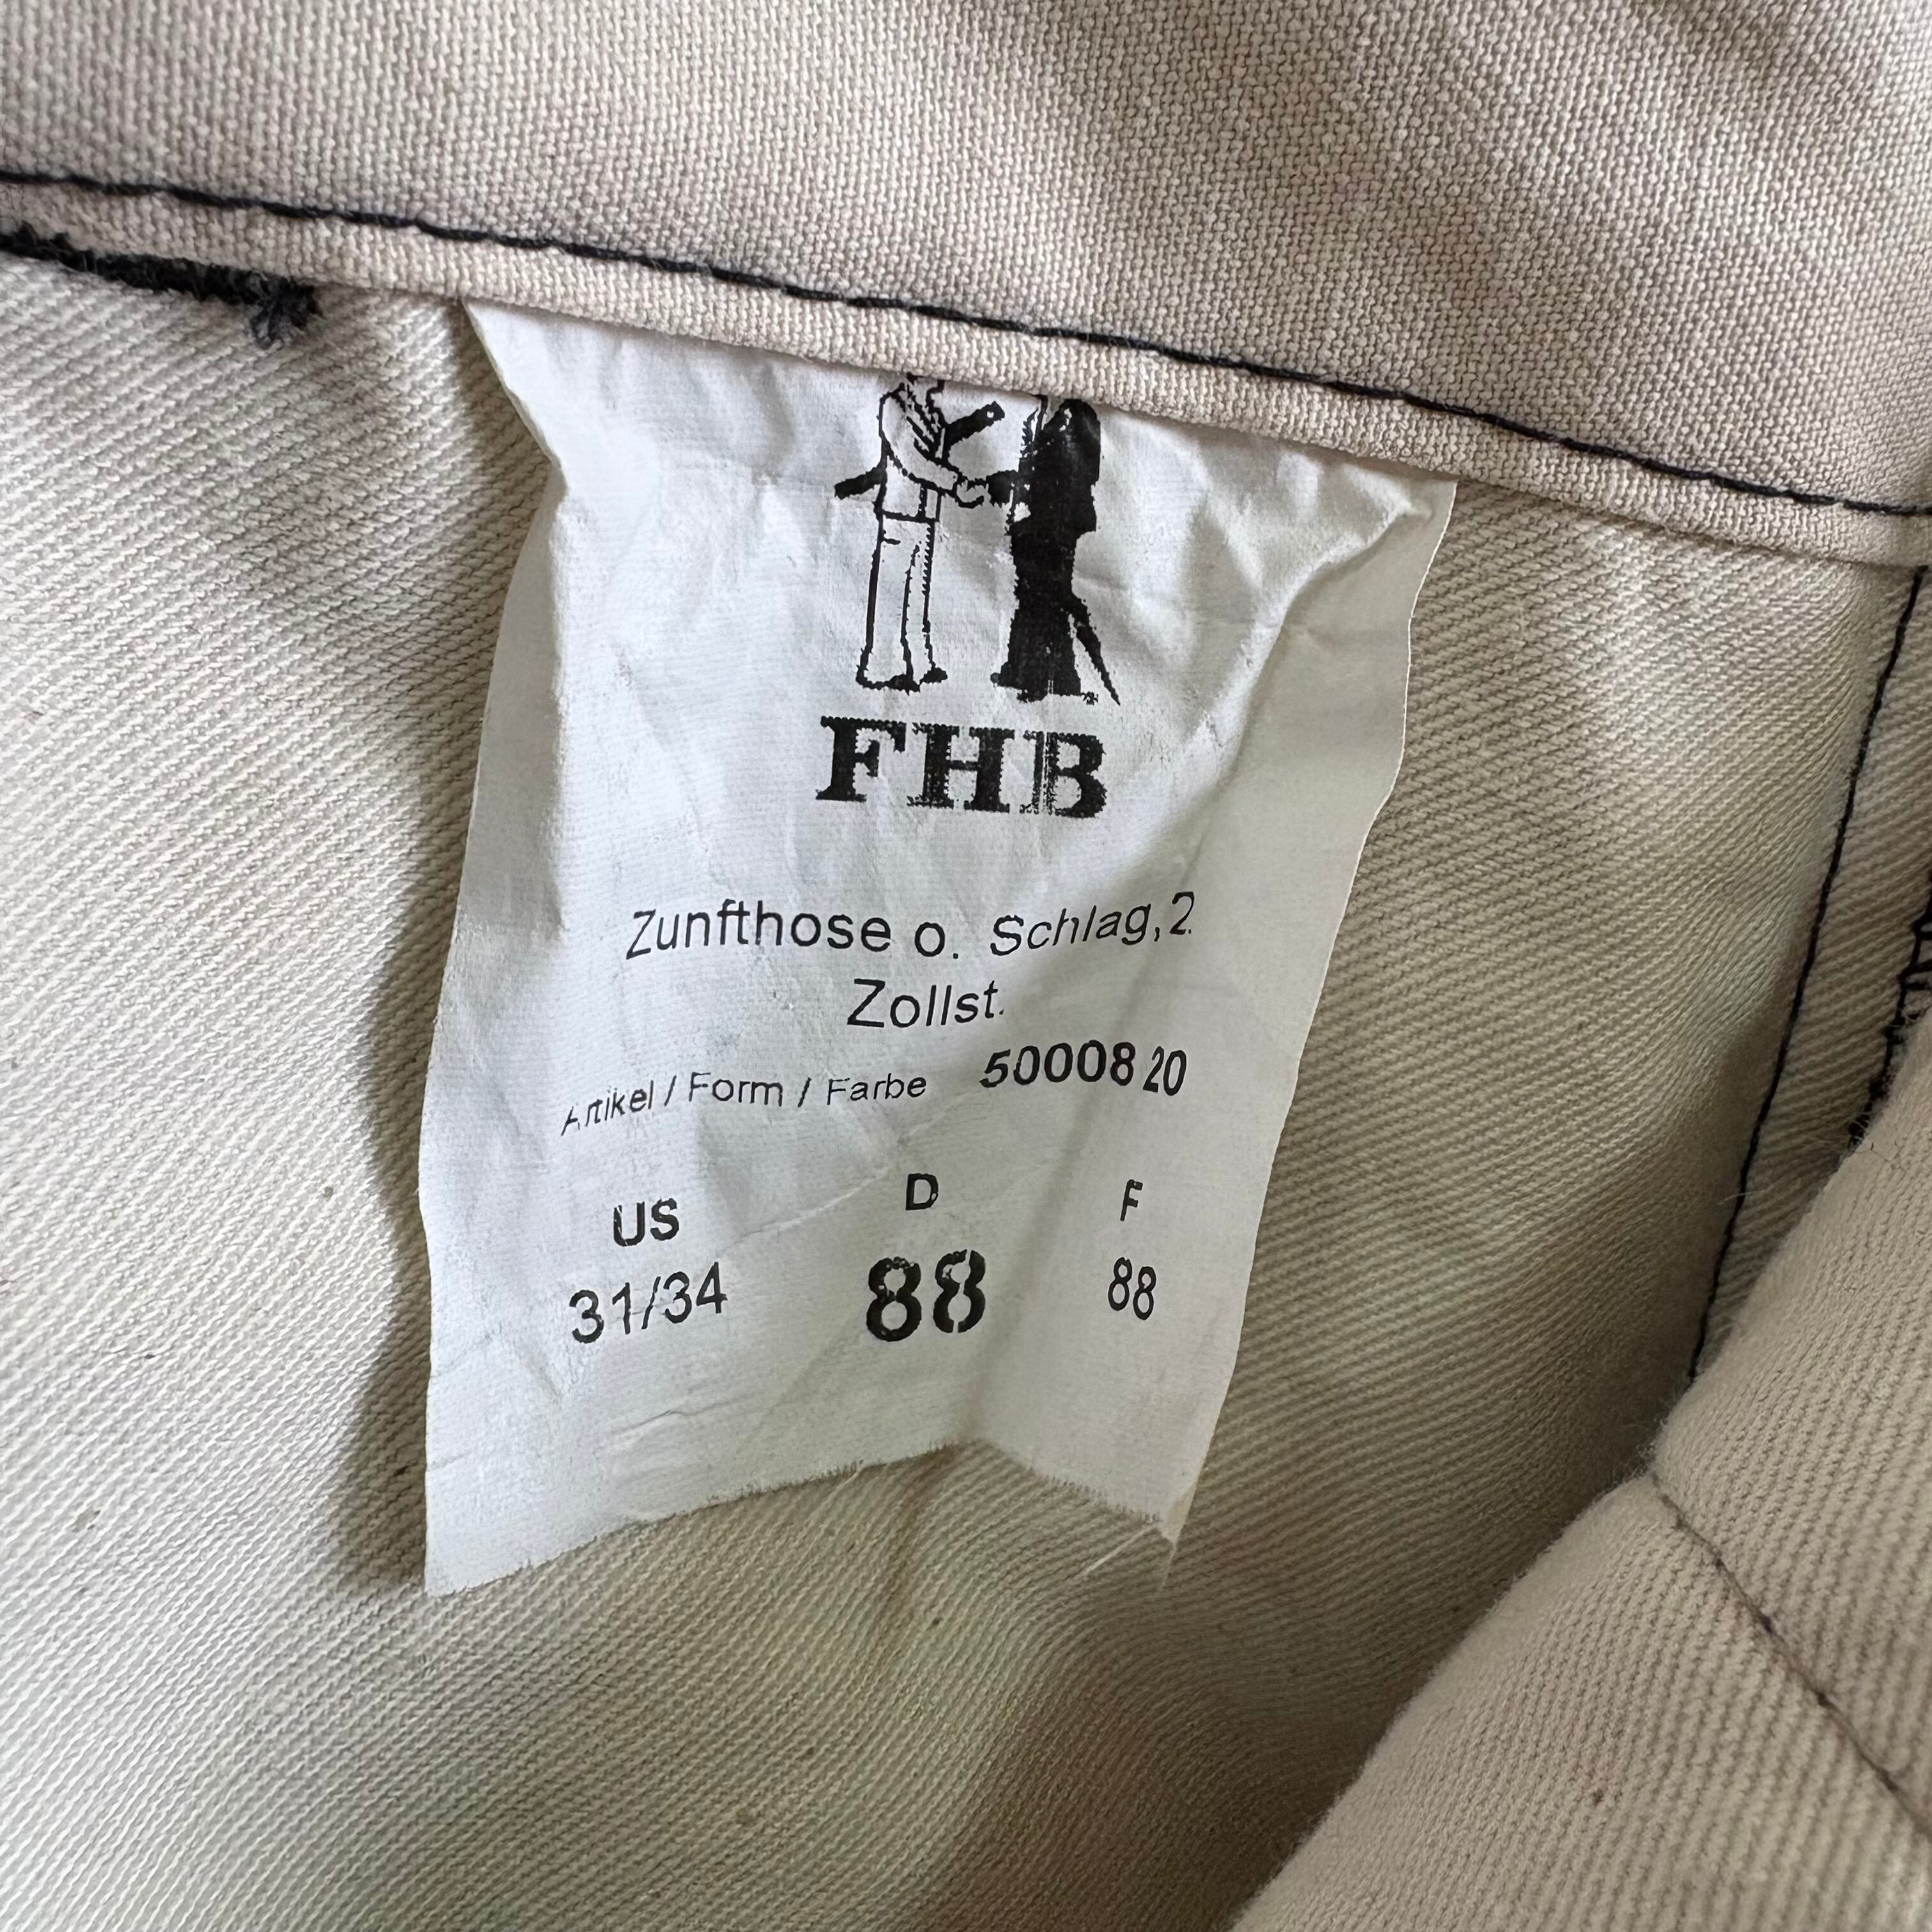 FHB
Zunfthose o. Schlag, 2
Zollst.
Artikel / Form / Farbe 50008 20
US D F
31/34 88 88